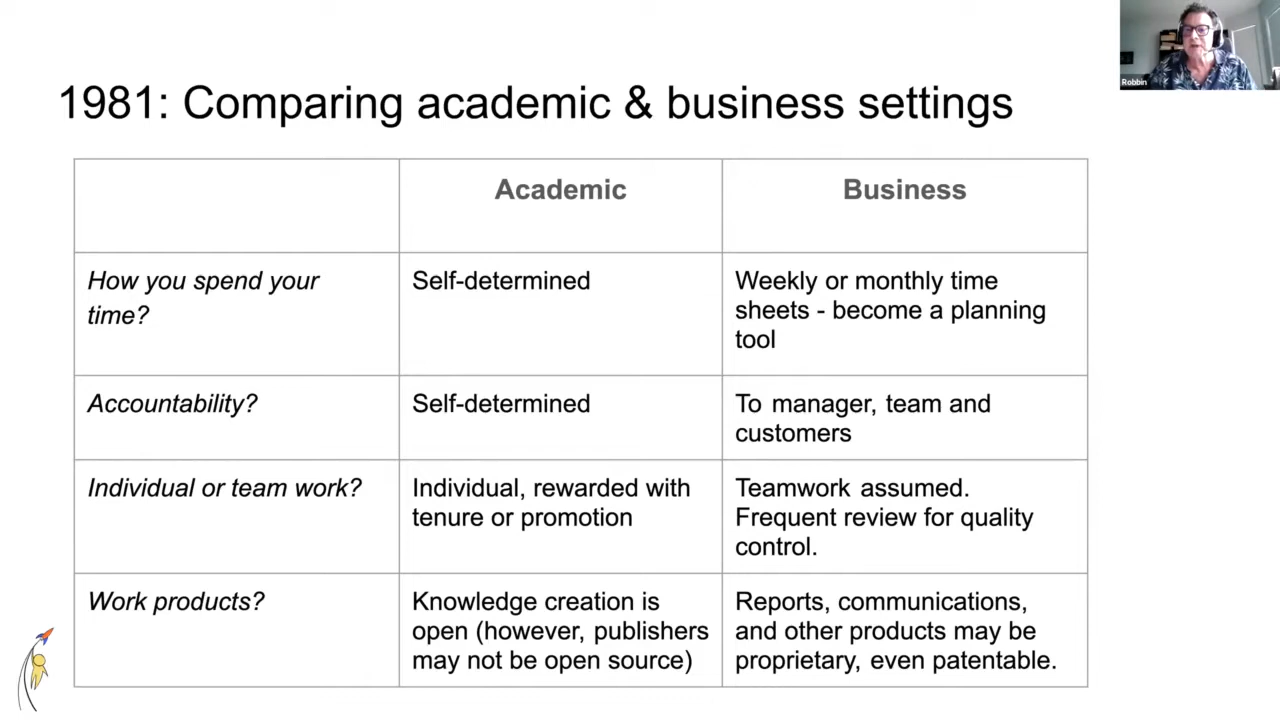 Robbin
1981: Comparing academic & business settings
Academic
Business
How you spend your
time?
Self-determined
Weekly or monthly time
sheets - become a planning
tool
Accountability?
Self-determined
To manager, team and
customers
Individual or team work?
Individual, rewarded with
tenure or promotion
Teamwork assumed.
Frequent review for quality
control.
Work products?
Knowledge creation is
open (however, publishers
may not be open source)
Reports, communications,
and other products may be
proprietary, even patentable.